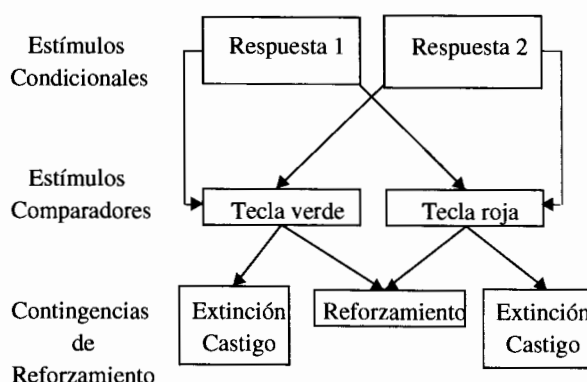 Estímulos
Condicionales
Respuesta 1
Respuesta 2
Estímulos
Comparadores
Tecla verde
Tecla roja
Contingencias
de
Reforzamiento
Extinción
Castigo
Reforzamiento
Extinción
Castigo